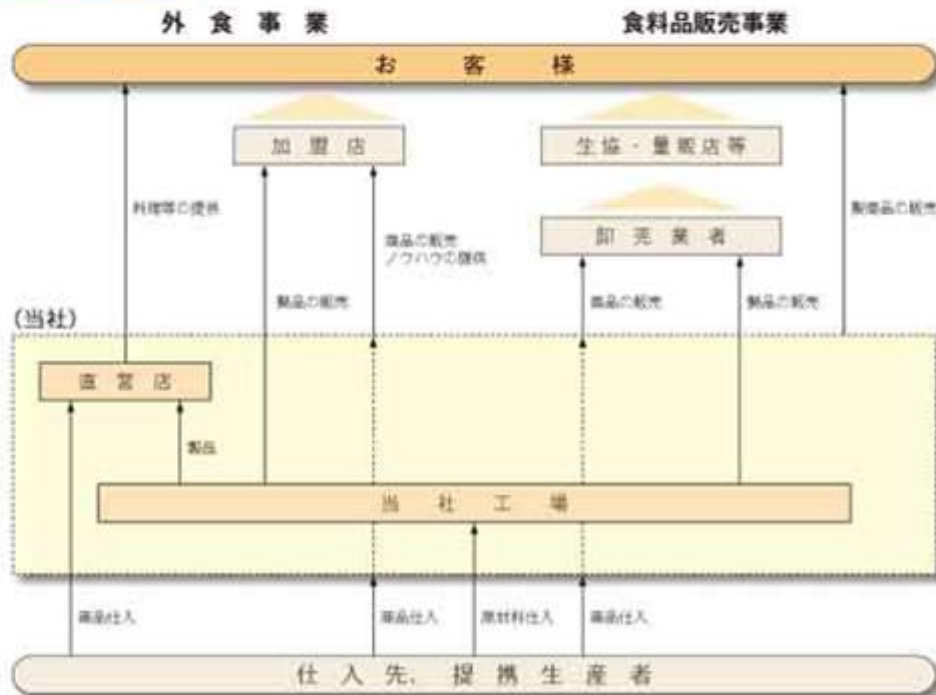 外食事業
食料品販売事業
お客様
加盟店
生協・量販店等
料理等の提供
製商品の販売
商品の販売
ノウハウの提供
卸売業者
製品の販売
商品の販売
製品の販売
(当社)
直営店
製品
当社工場
商品仕入
商品仕入
原材料仕入
商品仕入
仕入先、提携生産者